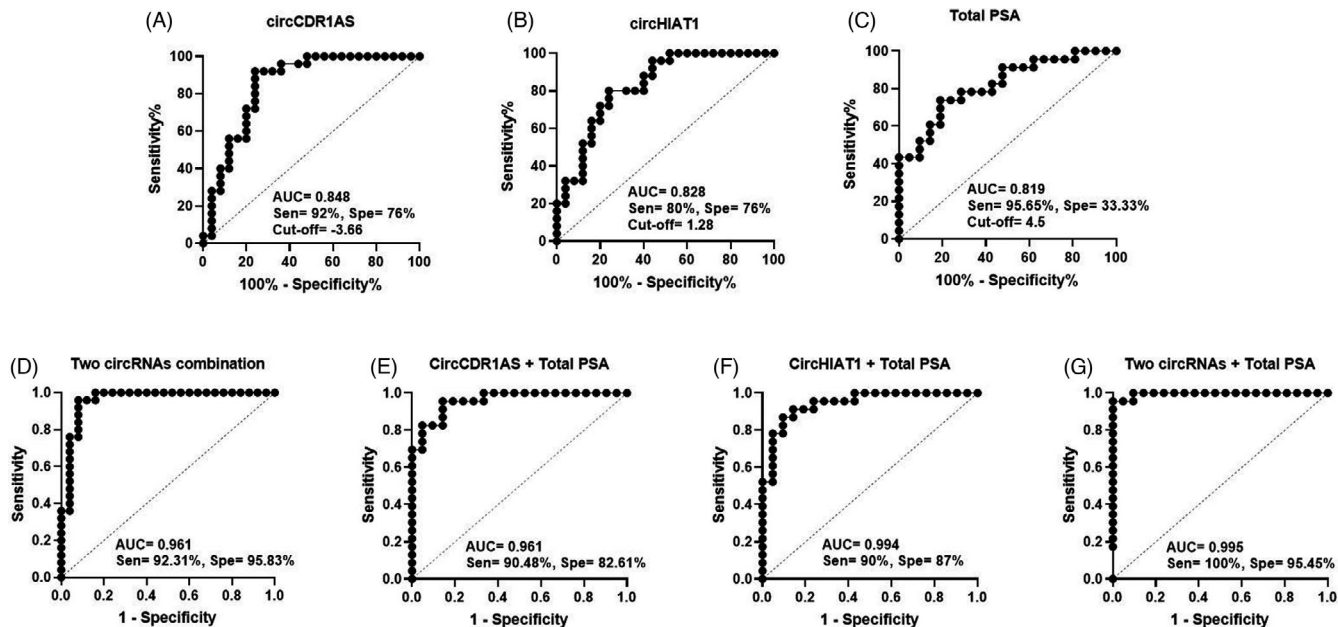 (A)
circCDR1AS
100
80
60
40
20
0
Sensitivity%
AUC= 0.848
Sen= 92%, Spe= 76%
Cut-off= -3.66
0 20 40 60 80 100
100% - Specificity%
(B)
circHIAT1
100
80
60
40
20
0
Sensitivity%
AUC= 0.828
Sen= 80%, Spe= 76%
Cut-off= 1.28
0 20 40 60 80 100
100% - Specificity%
(C)
Total PSA
100
80
60
40
20
0
Sensitivity%
AUC= 0.819
Sen= 95.65%, Spe= 33.33%
Cut-off= 4.5
0 20 40 60 80 100
100% - Specificity%
(D)
Two circRNAs combination
1.0
0.8
0.6
0.4
0.2
0.0
Sensitivity
AUC= 0.961
Sen= 92.31%, Spe= 95.83%
0.0 0.2 0.4 0.6 0.8 1.0
1 - Specificity
(E)
CircCDR1AS + Total PSA
1.0
0.8
0.6
0.4
0.2
0.0
Sensitivity
AUC= 0.961
Sen= 90.48%, Spe= 82.61%
0.0 0.2 0.4 0.6 0.8 1.0
1 - Specificity
(F)
CircHIAT1 + Total PSA
1.0
0.8
0.6
0.4
0.2
0.0
Sensitivity
AUC= 0.994
Sen= 90%, Spe= 87%
0.0 0.2 0.4 0.6 0.8 1.0
1 - Specificity
(G)
Two circRNAs + Total PSA
1.0
0.8
0.6
0.4
0.2
0.0
Sensitivity
AUC= 0.995
Sen= 100%, Spe= 95.45%
0.0 0.2 0.4 0.6 0.8 1.0
1 - Specificity